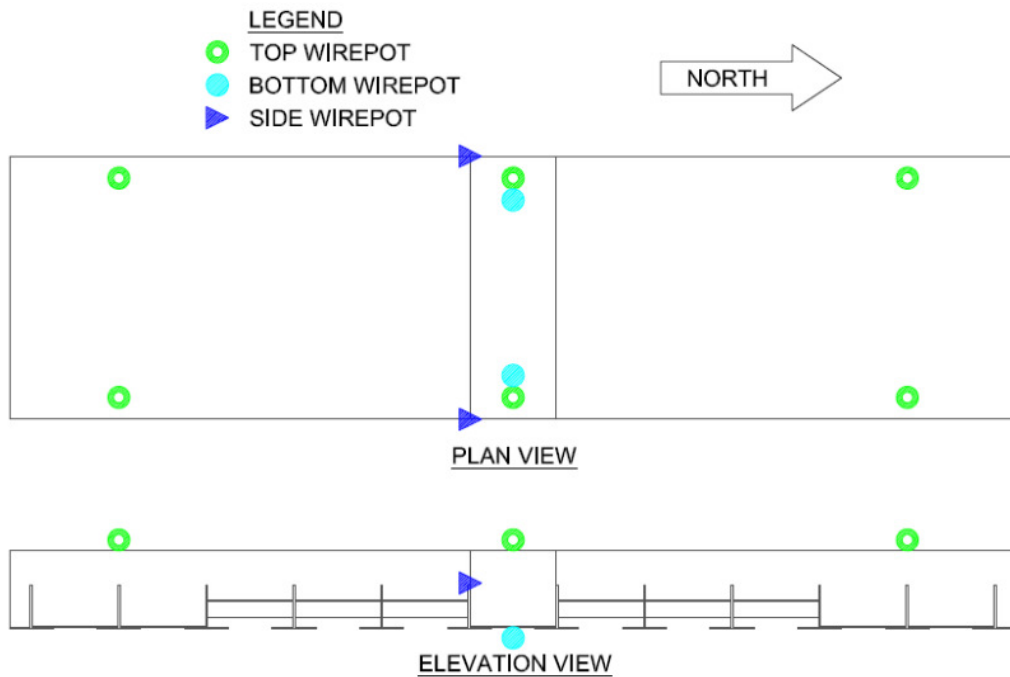 LEGEND
TOP WIREPOT
BOTTOM WIREPOT
SIDE WIREPOT
NORTH
PLAN VIEW
ELEVATION VIEW